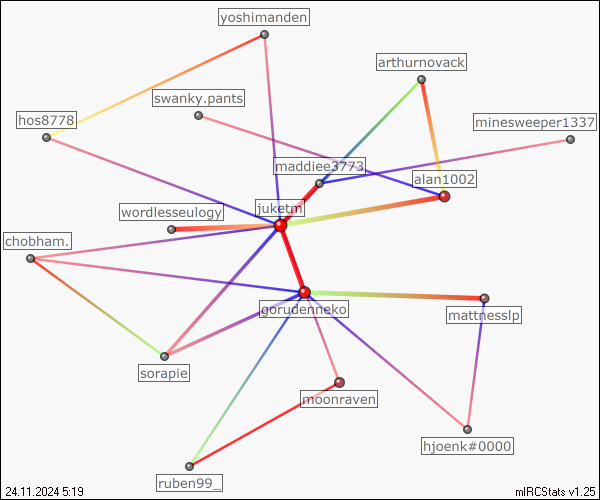 yoshimanden
arthurnovack
swanky.pants
hos8778
minesweeper1337
maddiee3773
alan1002
juketm
wordlesseulogy
chobham.
gorudenneko
mattnesslp
sorapie
moonraven
hjoenk#0000
ruben99_
24.11.2024 5:19
mIRCStats v1.25